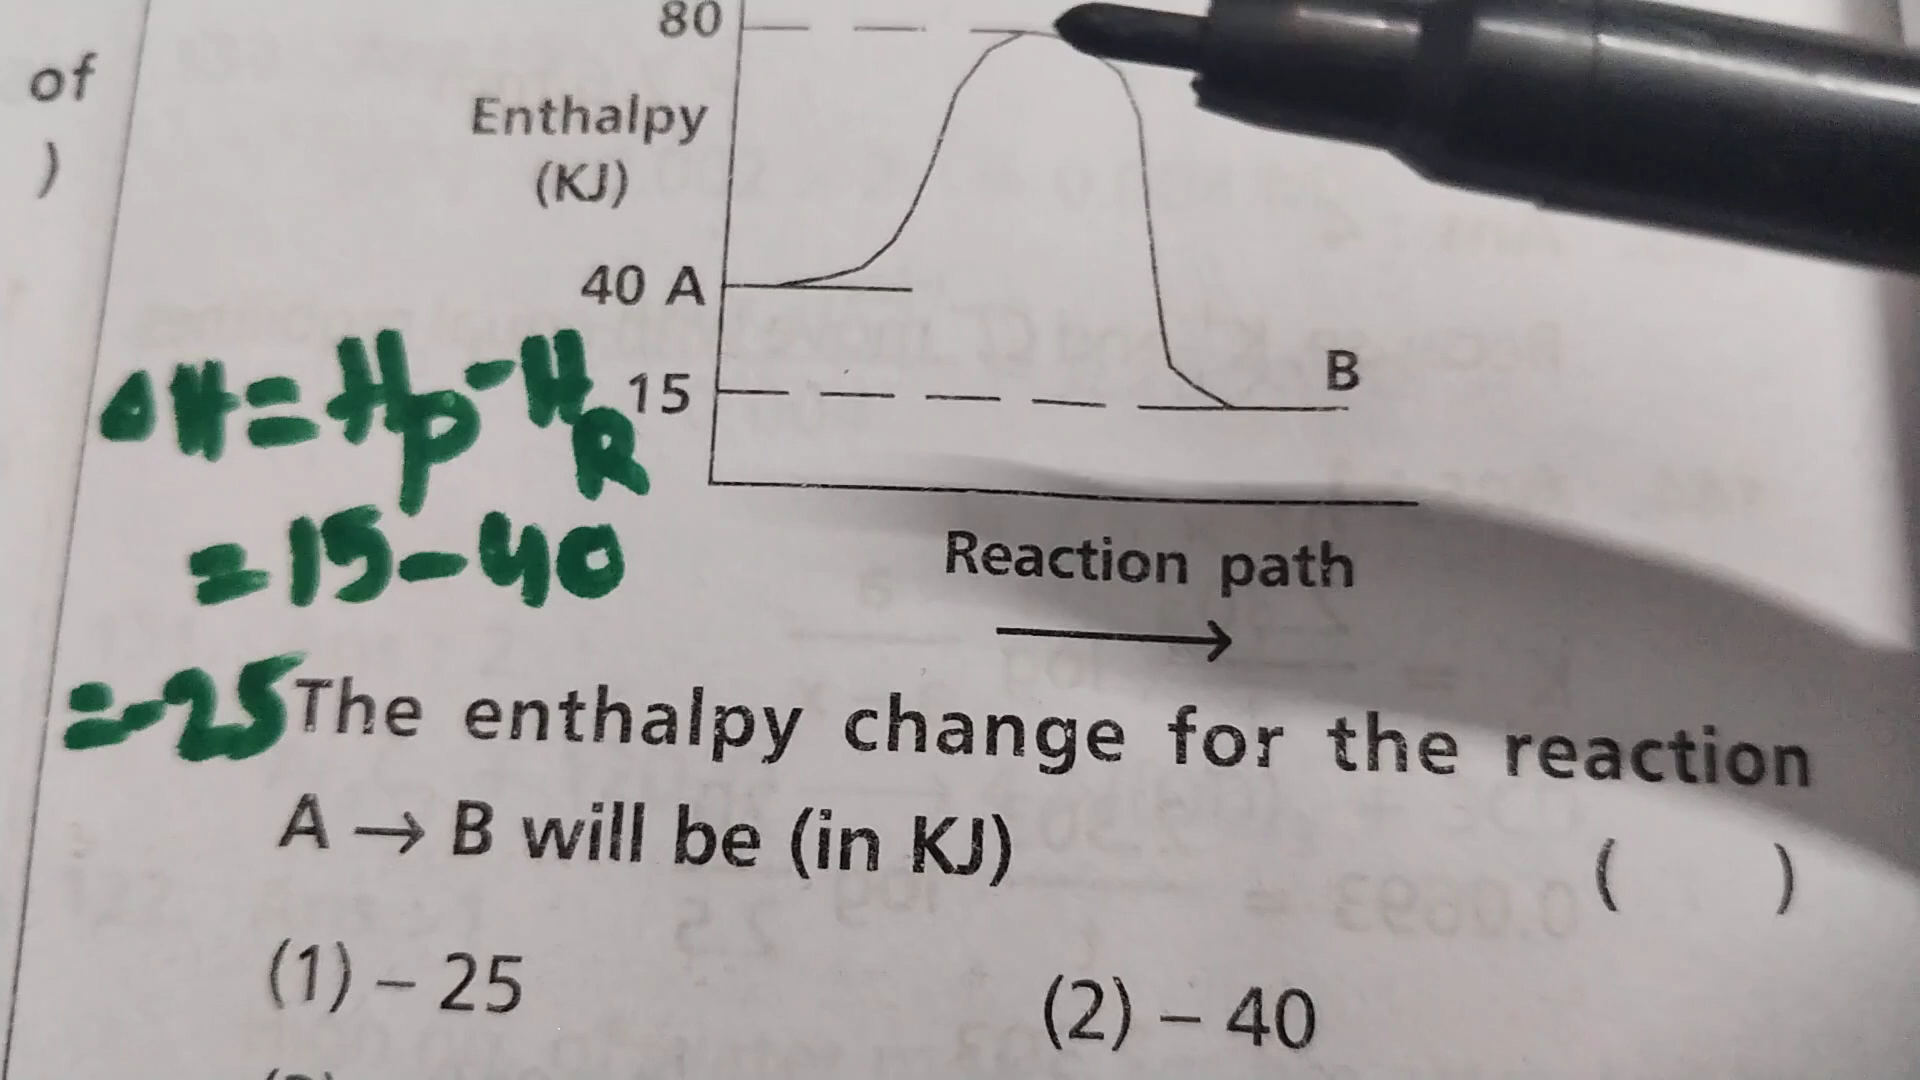 80
of
Enthalpy
)
(KJ)
40 A
B
15
ΔH = Hp - HR
= 15 - 40
Reaction path
= -25
The enthalpy change for the reaction
A → B will be (in KJ) ( )
(1) – 25
(2) – 40